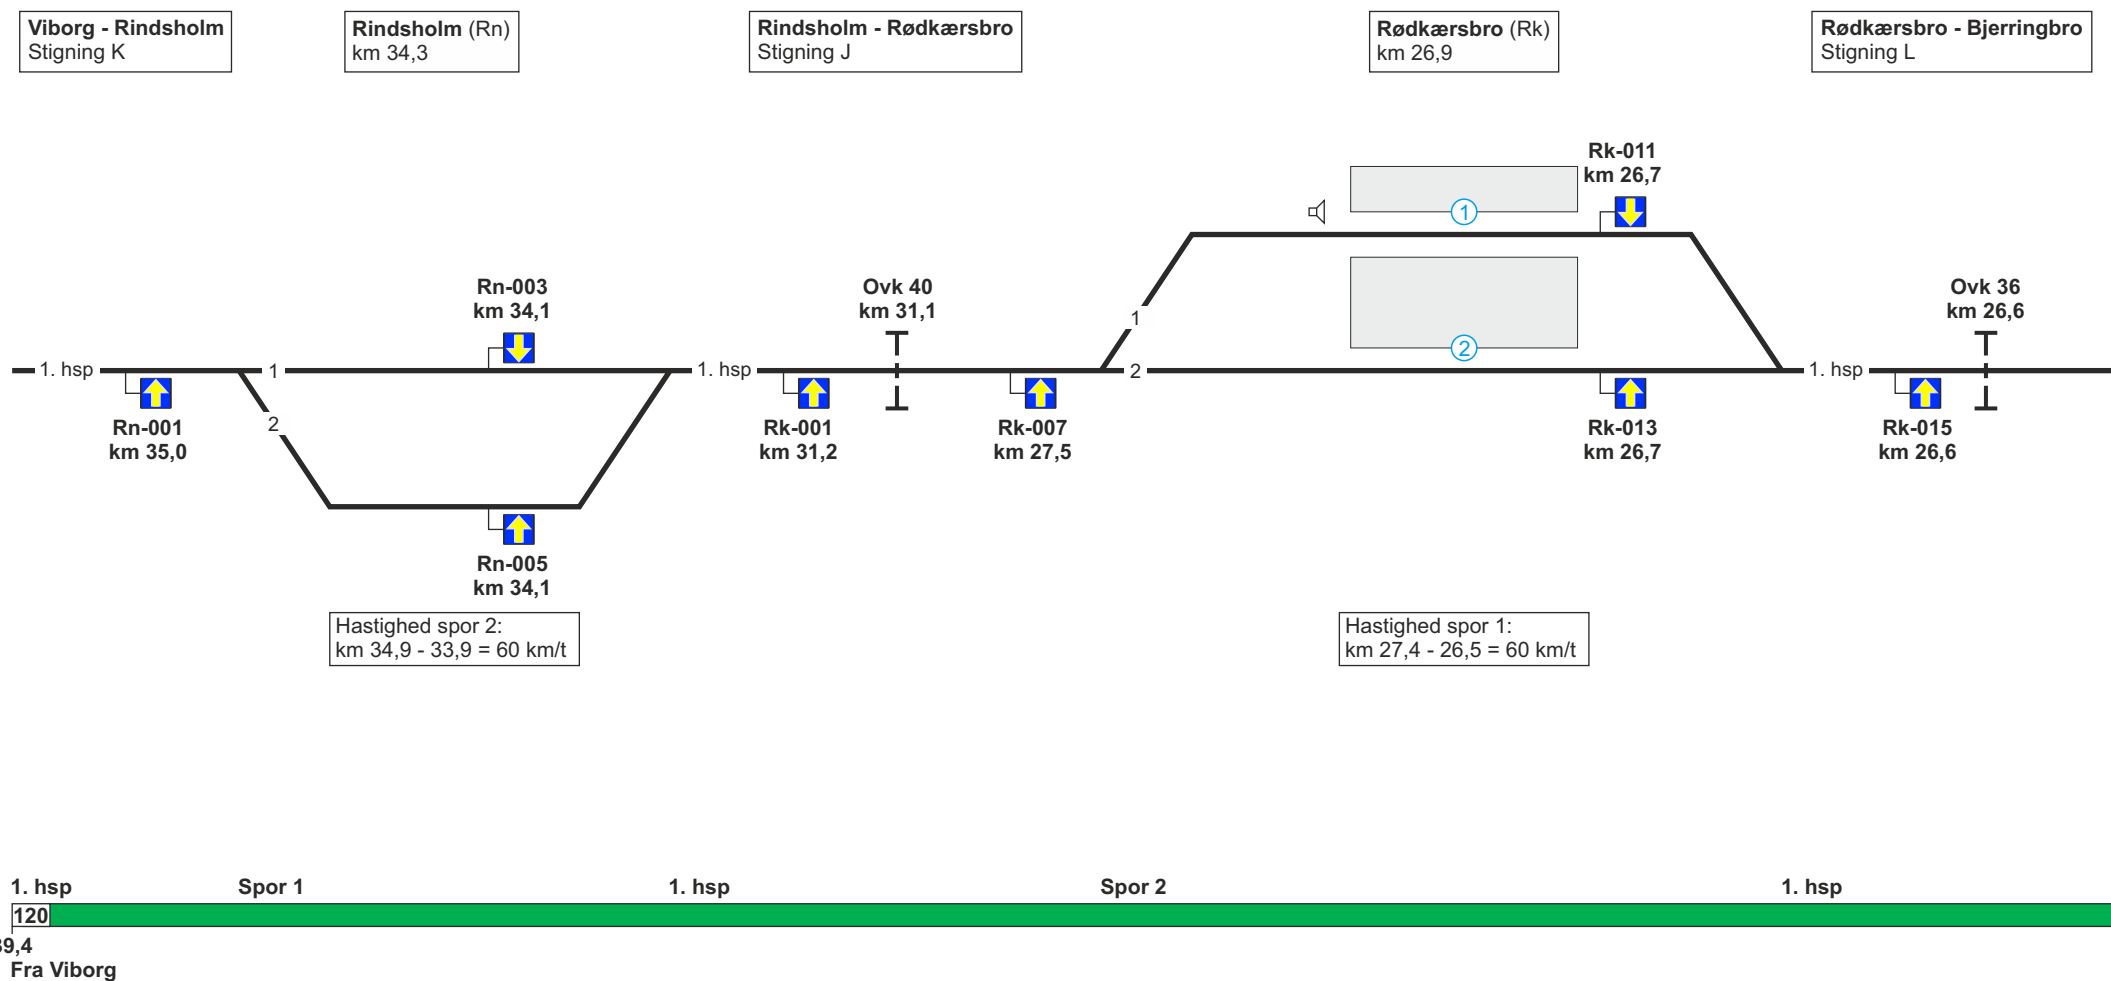 Viborg - Rindsholm
Stigning K
Rindsholm (Rn)
km 34,3
Rindsholm - Rødkærsbro
Stigning J
Rødkærsbro (Rk)
km 26,9
Rødkærsbro - Bjerringbro
Stigning L
Rk-011
km 26,7
1
Rn-003
km 34,1
Ovk 40
km 31,1
Ovk 36
km 26,6
1
2
1. hsp
1
1. hsp
2
1. hsp
Rn-001
km 35,0
2
Rk-001
km 31,2
Rk-007
km 27,5
Rk-013
km 26,7
Rk-015
km 26,6
Rn-005
km 34,1
Hastighed spor 2:
km 34,9 - 33,9 = 60 km/t
Hastighed spor 1:
km 27,4 - 26,5 = 60 km/t
1. hsp
Spor 1
1. hsp
Spor 2
1. hsp
120
39,4
Fra Viborg